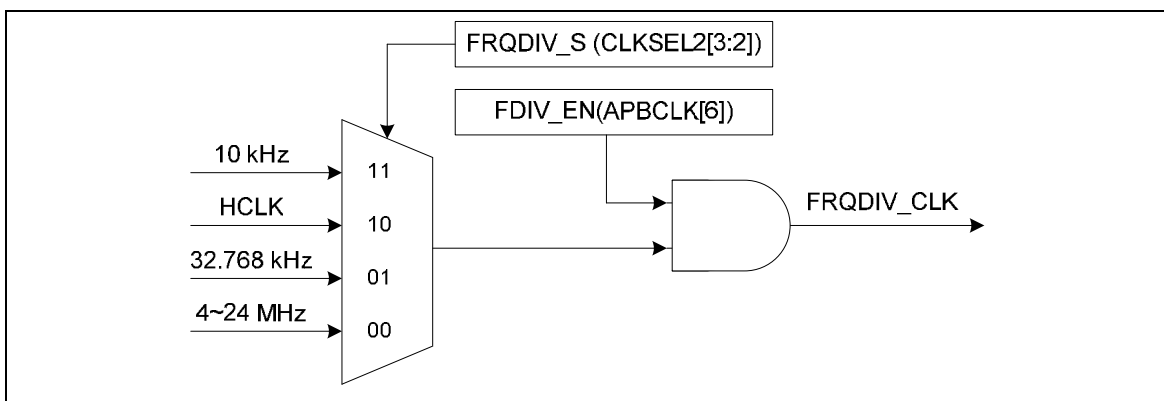 FRQDIV_S (CLKSEL2[3:2])
FDIV_EN(APBCLK[6])
10 kHz
11
HCLK
10
32.768 kHz
01
4~24 MHz
00
FRQDIV_CLK